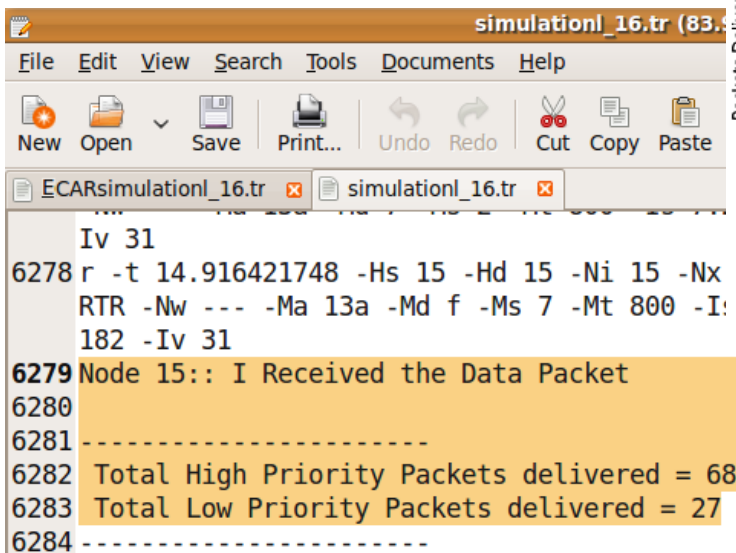 simulationl_16.tr (83.9
File Edit View Search Tools Documents Help
New Open Save Print... Undo Redo Cut Copy Paste
ECARsimulationl_16.tr simulationl_16.tr
Iv 31
6278 r -t 14.916421748 -Hs 15 -Hd 15 -Ni 15 -Nx
RTR -Nw --- -Ma 13a -Md f -Ms 7 -Mt 800 -Is
182 -Iv 31
6279 Node 15:: I Received the Data Packet
6280
6281 -----------------------
6282 Total High Priority Packets delivered = 68
6283 Total Low Priority Packets delivered = 27
6284 -----------------------